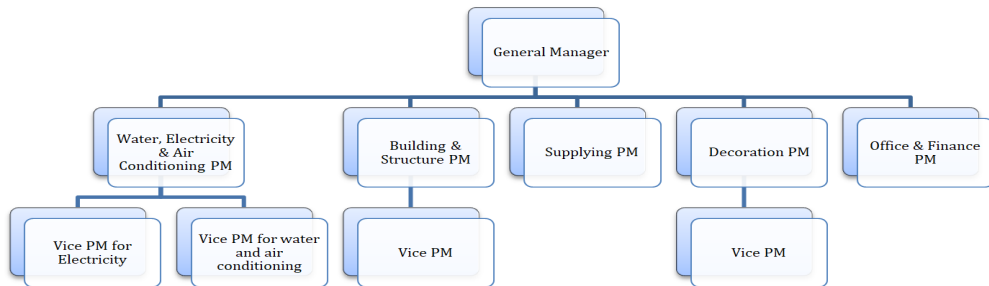 General Manager
Water, Electricity
& Air
Conditioning PM
Building &
Structure PM
Supplying PM
Decoration PM
Office & Finance
PM
Vice PM for
Electricity
Vice PM for water
and air
conditioning
Vice PM
Vice PM